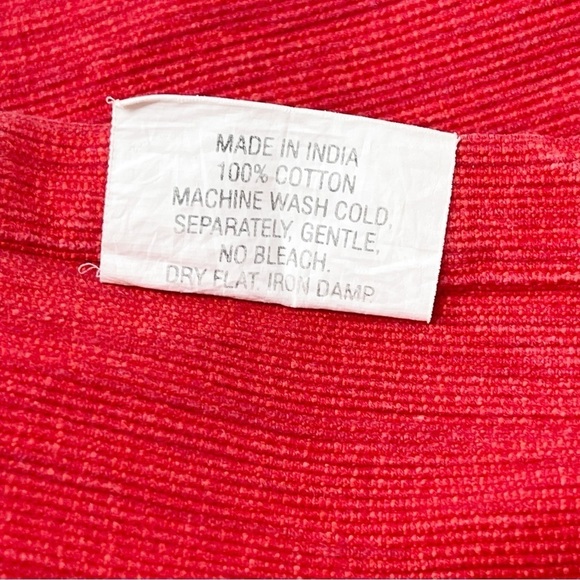 MADE IN INDIA
100% COTTON
MACHINE WASH COLD,
SEPARATELY, GENTLE,
NO BLEACH.
DRY FLAT. IRON DAMP